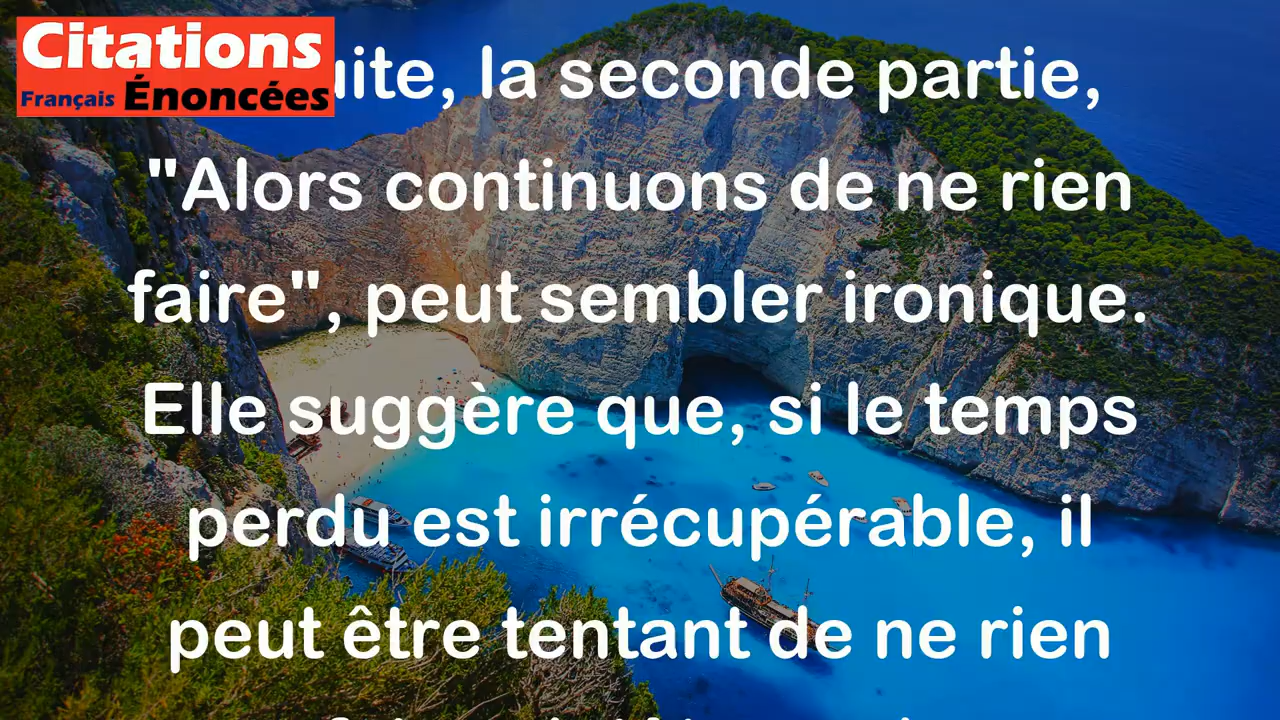 Citations
Français Énoncées
uite, la seconde partie,
"Alors continuons de ne rien
faire", peut sembler ironique.
Elle suggère que, si le temps
perdu est irrécupérable, il
peut être tentant de ne rien